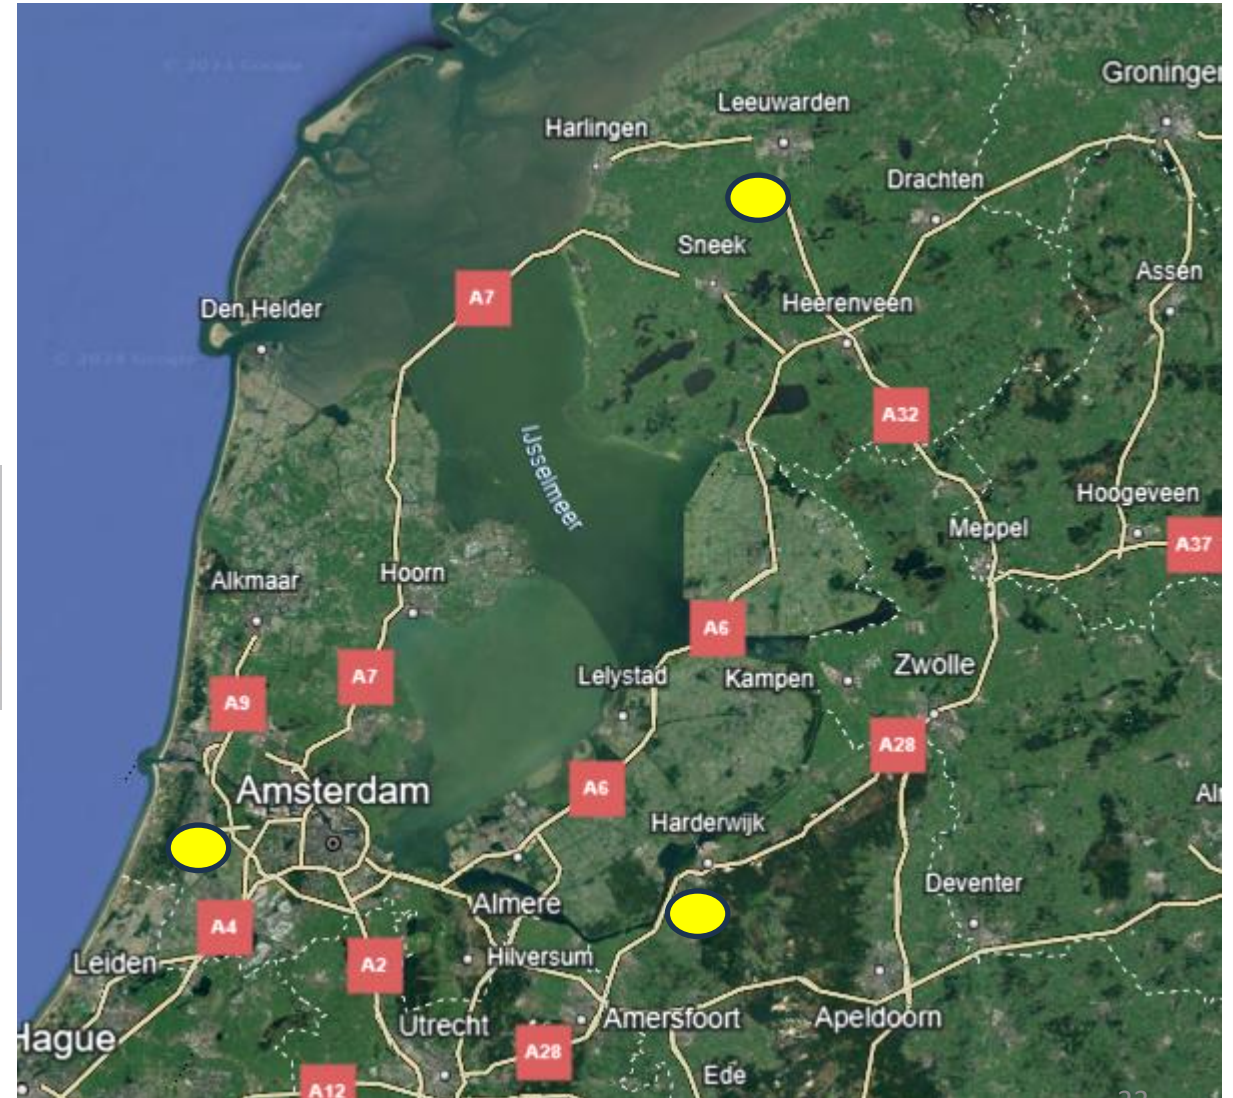 Groninger
Leeuwarden
Harlingen
Drachten
Sneek
Assen
A7
Heerenveen
Den Helder
A32
IJsselmeer
Hoogeveen
Meppel
A37
Hoorn
Alkmaar
A6
Zwolle
Kampen
Lelystad
A7
A9
A28
A6
Amsterdam
Harderwijk
Deventer
Almere
A4
Hilversum
Leiden
A2
Utrecht
Amersfoort
Apeldoorn
Hague
A28
Ede
A12